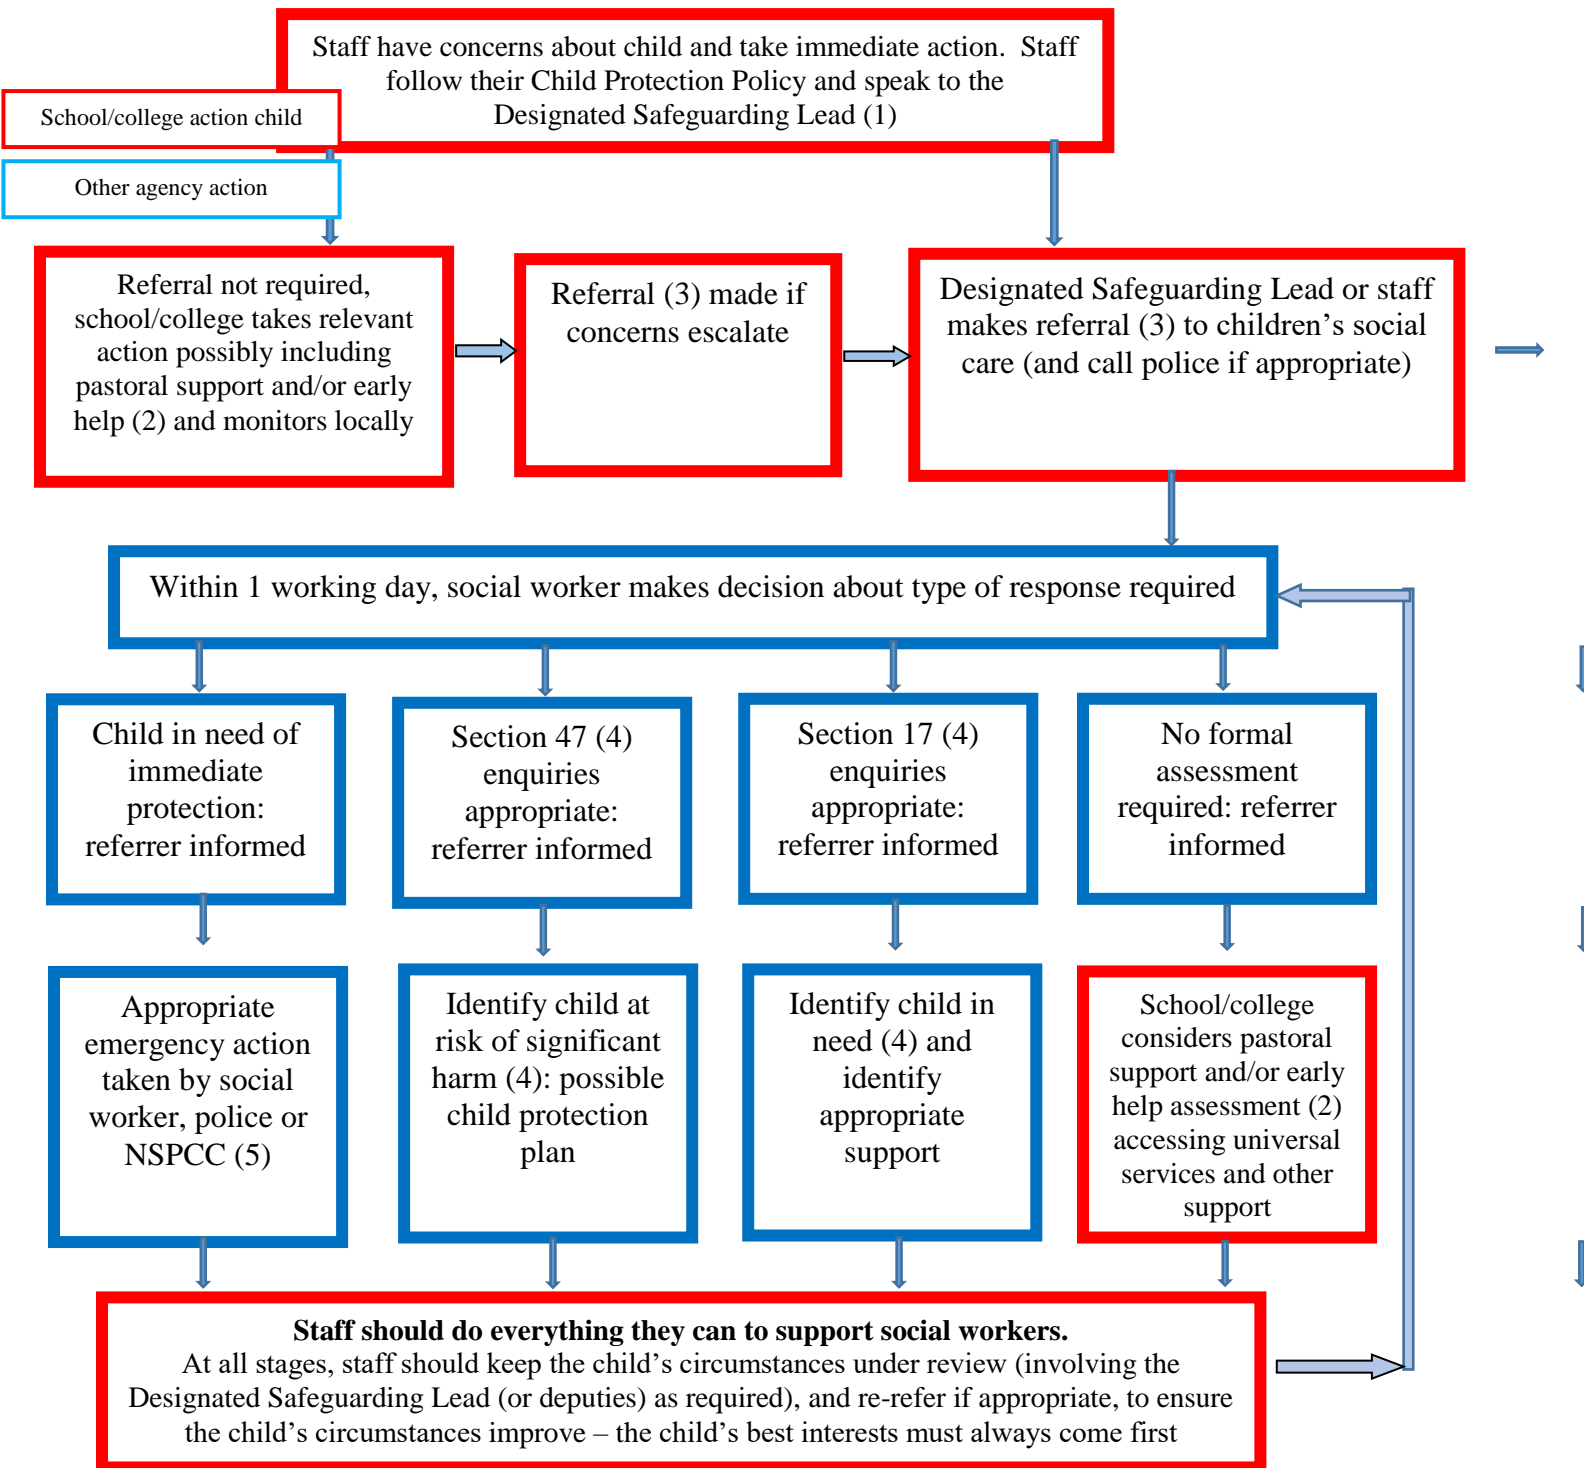 Staff have concerns about child and take immediate action.  Staff
follow their Child Protection Policy and speak to the
Designated Safeguarding Lead (1)
School/college action child
Other agency action
Referral not required,
school/college takes relevant
action possibly including
pastoral support and/or early
help (2) and monitors locally
Referral (3) made if
concerns escalate
Designated Safeguarding Lead or staff
makes referral (3) to children’s social
care (and call police if appropriate)
Within 1 working day, social worker makes decision about type of response required
Child in need of
immediate
protection:
referrer informed
Section 47 (4)
enquiries
appropriate:
referrer informed
Section 17 (4)
enquiries
appropriate:
referrer informed
No formal
assessment
required: referrer
informed
Appropriate
emergency action
taken by social
worker, police or
NSPCC (5)
Identify child at
risk of significant
harm (4): possible
child protection
plan
Identify child in
need (4) and
identify
appropriate
support
School/college
considers pastoral
support and/or early
help assessment (2)
accessing universal
services and other
support
Staff should do everything they can to support social workers.
At all stages, staff should keep the child’s circumstances under review (involving the
Designated Safeguarding Lead (or deputies) as required), and re-refer if appropriate, to ensure
the child’s circumstances improve – the child’s best interests must always come first